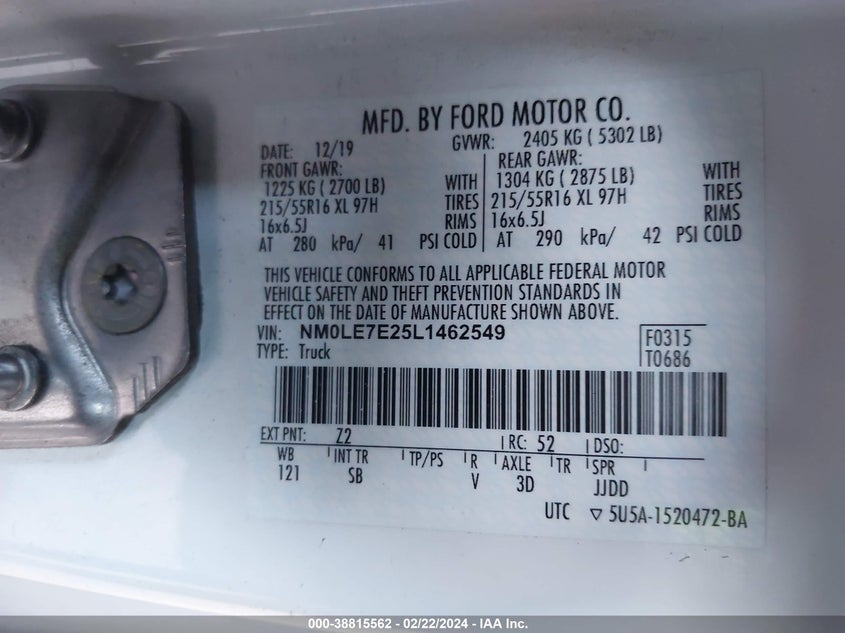 MFD. BY FORD MOTOR CO.
DATE: 12/19 GVWR: 2405 KG ( 5302 LB)
FRONT GAWR: REAR GAWR:
1225 KG ( 2700 LB) WITH 1304 KG ( 2875 LB) WITH
215/55R16 XL 97H TIRES 215/55R16 XL 97H TIRES
16x6.5J RIMS 16x6.5J RIMS
AT 280 kPa/ 41 PSI COLD AT 290 kPa/ 42 PSI COLD
THIS VEHICLE CONFORMS TO ALL APPLICABLE FEDERAL MOTOR
VEHICLE SAFETY AND THEFT PREVENTION STANDARDS IN
EFFECT ON THE DATE OF MANUFACTURE SHOWN ABOVE.
VIN: NM0LE7E25L1462549 F0315
TYPE: Truck T0686
EXT PNT: Z2 RC: 52 DSO:
WB INT TR TP/PS R AXLE TR SPR
121 SB V 3D JJDD
UTC ▽ 5U5A-1520472-BA
000-38815562 - 02/22/2024 - IAA Inc.